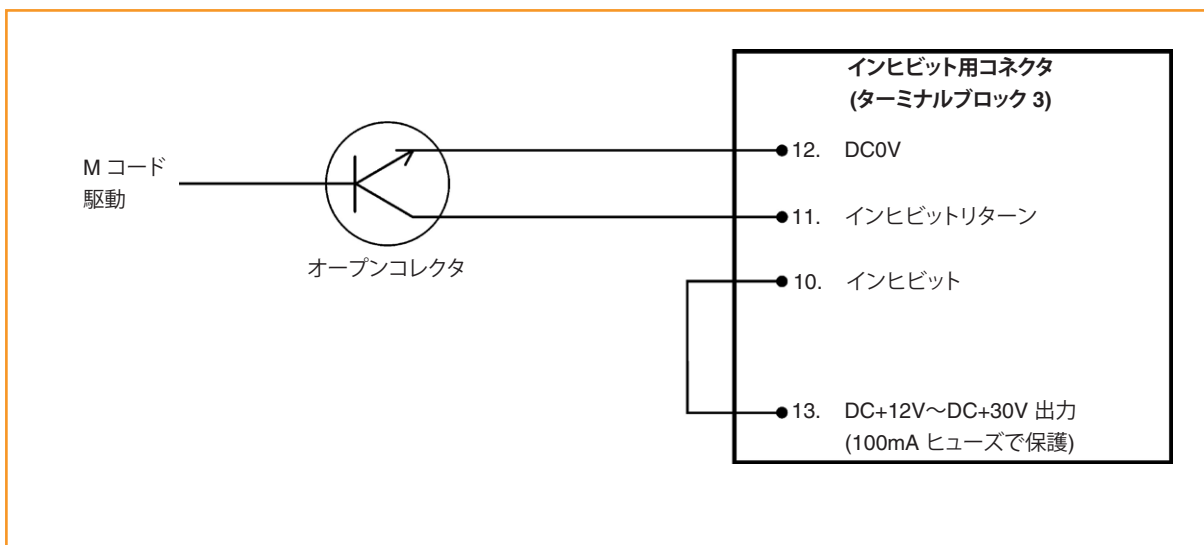 インヒビット用コネクタ
(ターミナルブロック 3)
M コード
駆動
オープンコレクタ
12. DC0V
11. インヒビットリターン
10. インヒビット
13. DC+12V〜DC+30V 出力
(100mA ヒューズで保護)